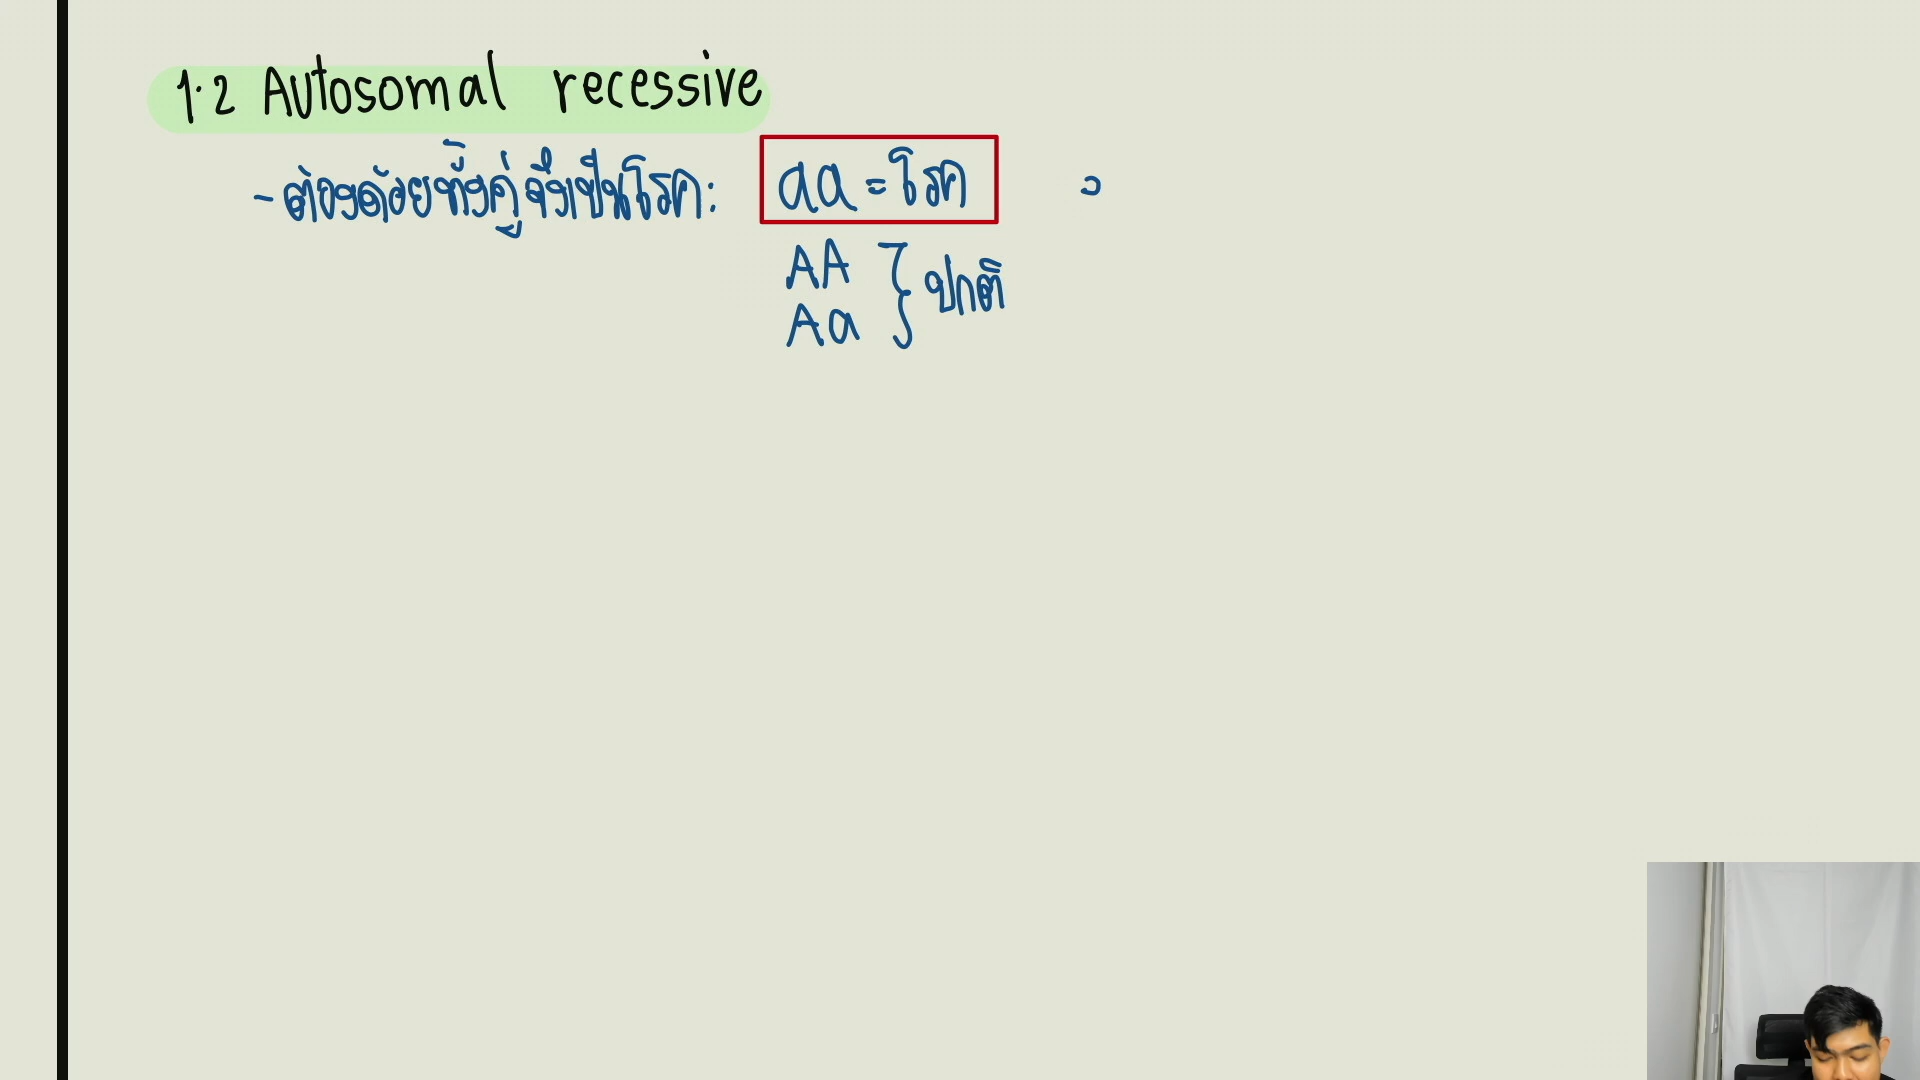 1.2 Autosomal recessive
- ต้องด้อยทั้งคู่จึงเป็นโรค: aa = โรค =
AA } ปกติ
Aa